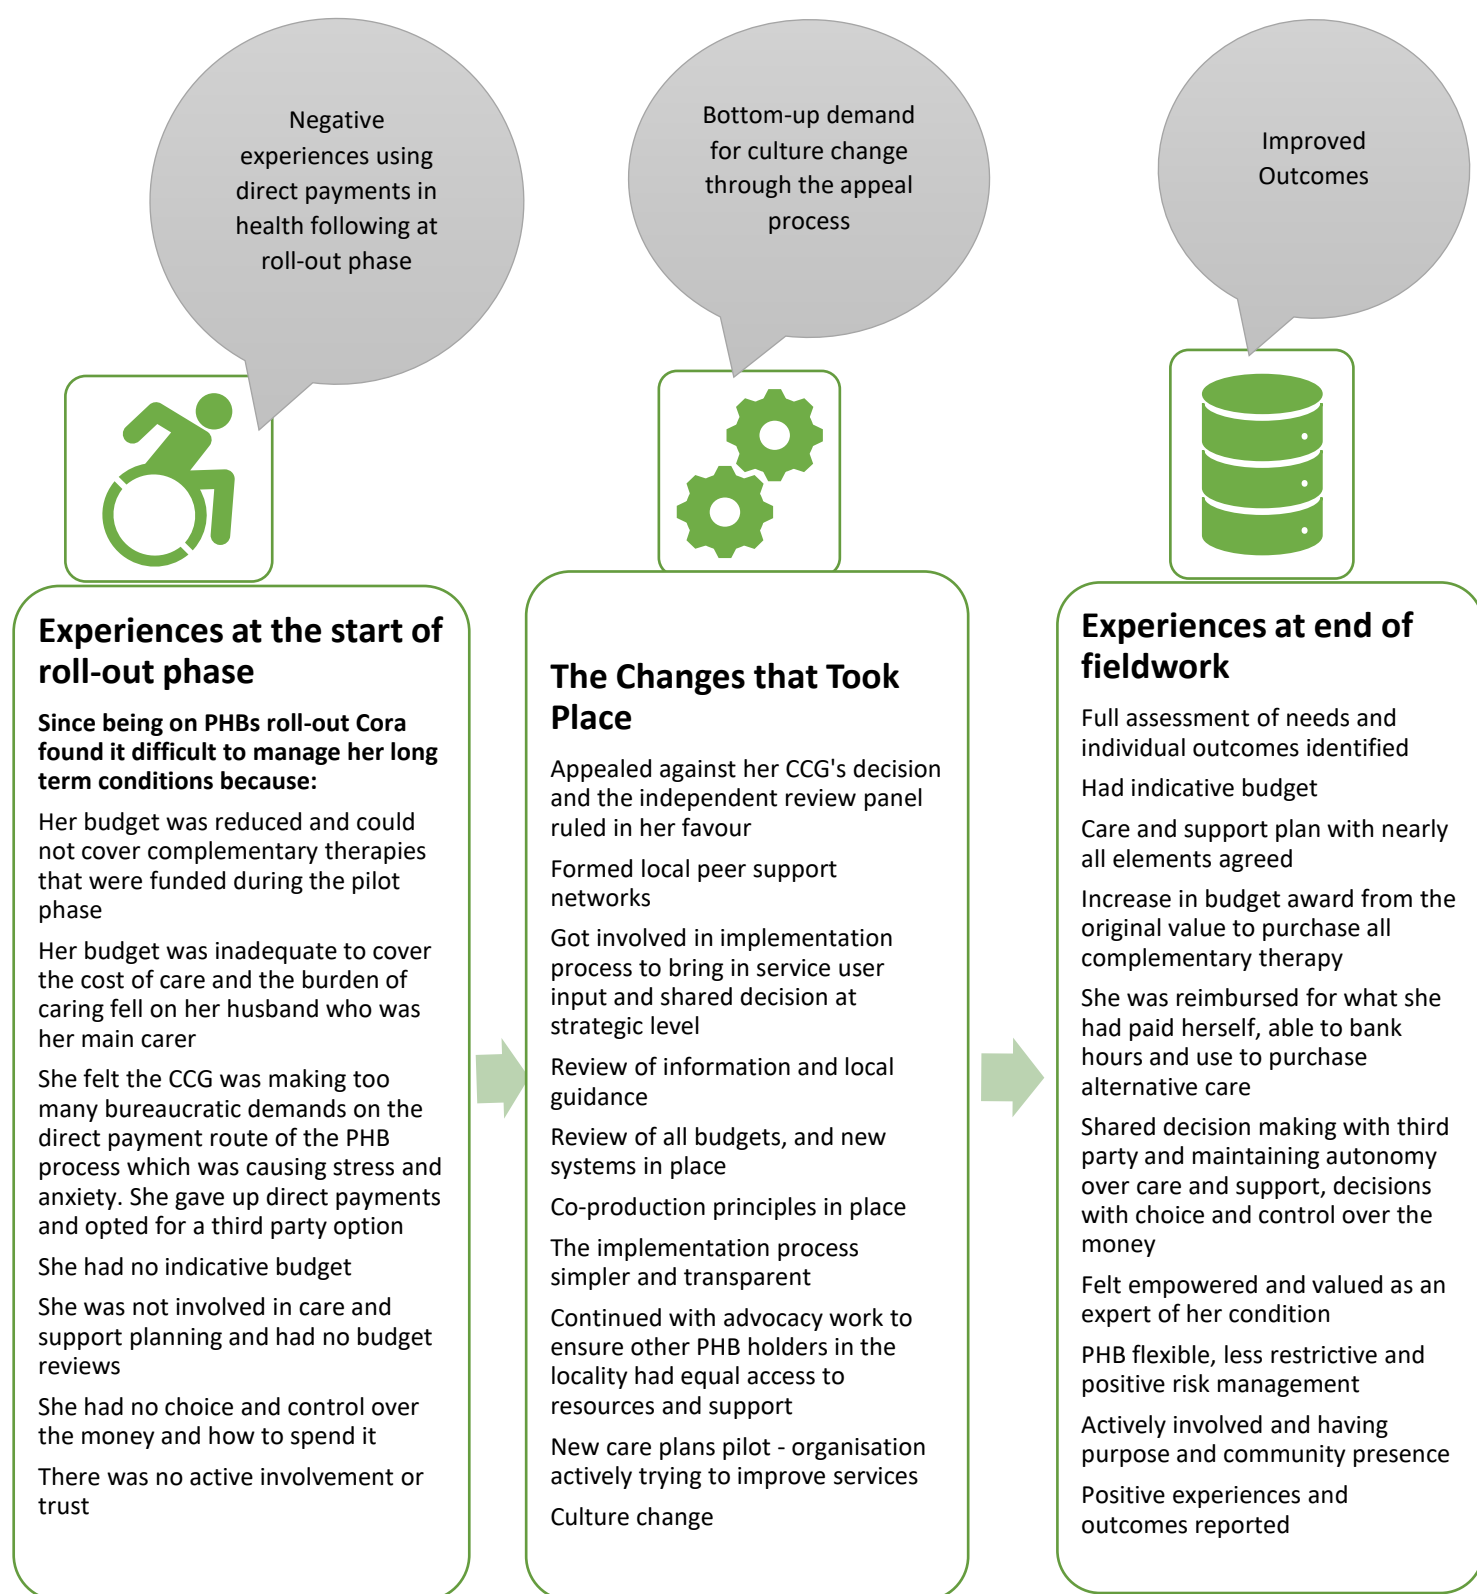 Negative
experiences using
direct payments in
health following at
roll-out phase
Bottom-up demand
for culture change
through the appeal
process
Improved
Outcomes
Experiences at the start of
roll-out phase
Since being on PHBs roll-out Cora
found it difficult to manage her long
term conditions because:
Her budget was reduced and could
not cover complementary therapies
that were funded during the pilot
phase
Her budget was inadequate to cover
the cost of care and the burden of
caring fell on her husband who was
her main carer
She felt the CCG was making too
many bureaucratic demands on the
direct payment route of the PHB
process which was causing stress and
anxiety. She gave up direct payments
and opted for a third party option
She had no indicative budget
She was not involved in care and
support planning and had no budget
reviews
She had no choice and control over
the money and how to spend it
There was no active involvement or
trust
The Changes that Took
Place
Appealed against her CCG's decision
and the independent review panel
ruled in her favour
Formed local peer support
networks
Got involved in implementation
process to bring in service user
input and shared decision at
strategic level
Review of information and local
guidance
Review of all budgets, and new
systems in place
Co-production principles in place
The implementation process
simpler and transparent
Continued with advocacy work to
ensure other PHB holders in the
locality had equal access to
resources and support
New care plans pilot - organisation
actively trying to improve services
Culture change
Experiences at end of
fieldwork
Full assessment of needs and
individual outcomes identified
Had indicative budget
Care and support plan with nearly
all elements agreed
Increase in budget award from the
original value to purchase all
complementary therapy
She was reimbursed for what she
had paid herself, able to bank
hours and use to purchase
alternative care
Shared decision making with third
party and maintaining autonomy
over care and support, decisions
with choice and control over the
money
Felt empowered and valued as an
expert of her condition
PHB flexible, less restrictive and
positive risk management
Actively involved and having
purpose and community presence
Positive experiences and
outcomes reported